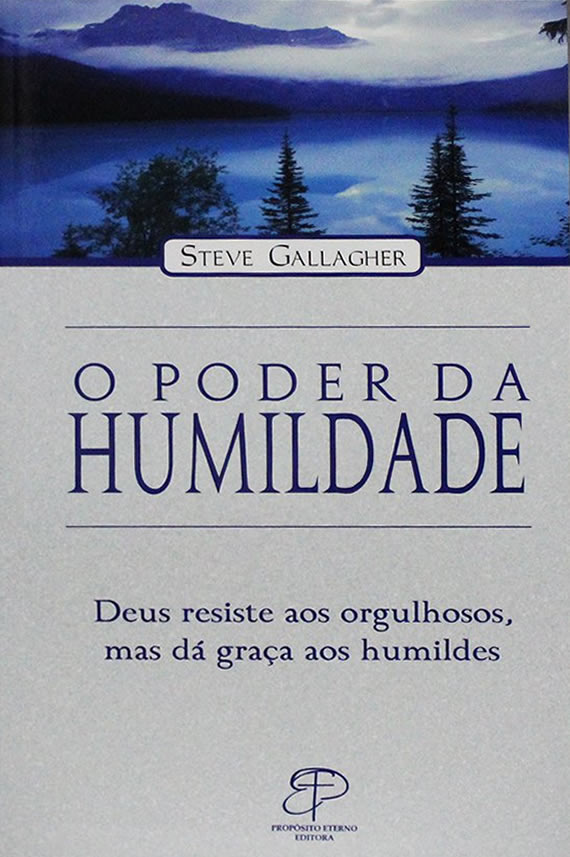 STEVE GALLAGHER
O PODER DA
HUMILDADE
Deus resiste aos orgulhosos,
mas dá graça aos humildes
PROPÓSITO ETERNO
EDITORA